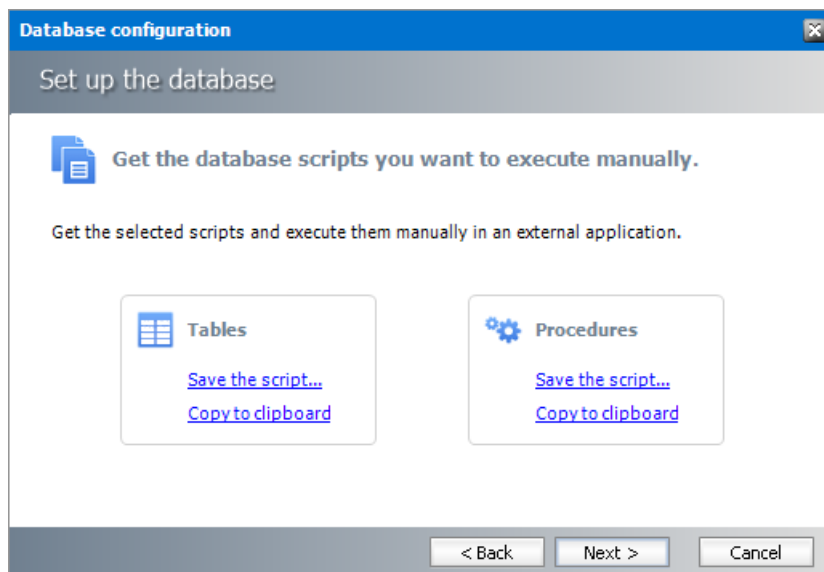 Database configuration
Set up the database
Get the database scripts you want to execute manually.
Get the selected scripts and execute them manually in an external application.
Tables
Save the script...
Copy to clipboard
Procedures
Save the script...
Copy to clipboard
< Back
Next >
Cancel